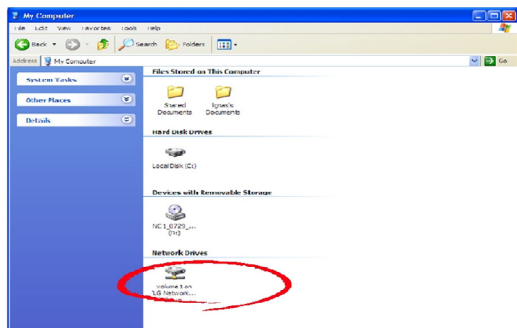 My Computer
File Edit View Favorites Tools Help
Back Search Folders
Address My Computer Go
System Tasks
Other Places
Details
Files Stored on This Computer
Shared
Documents
Documents
Hard Disk Drives
Local Disk (C:)
Devices with Removable Storage
NC1_0729_...
(D:)
Network Drives
volume1 on
LG Network...